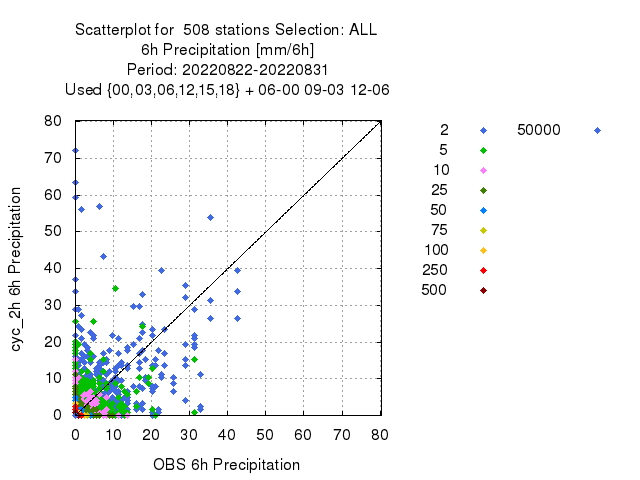 Scatterplot for 508 stations Selection: ALL
6h Precipitation [mm/6h]
Period: 20220822-20220831
Used {00,03,06,12,15,18} + 06-00 09-03 12-06
80
70
60
50
40
30
20
10
0
0 10 20 30 40 50 60 70 80
cyc_2h 6h Precipitation
OBS 6h Precipitation
2 50000
5
10
25
50
75
100
250
500